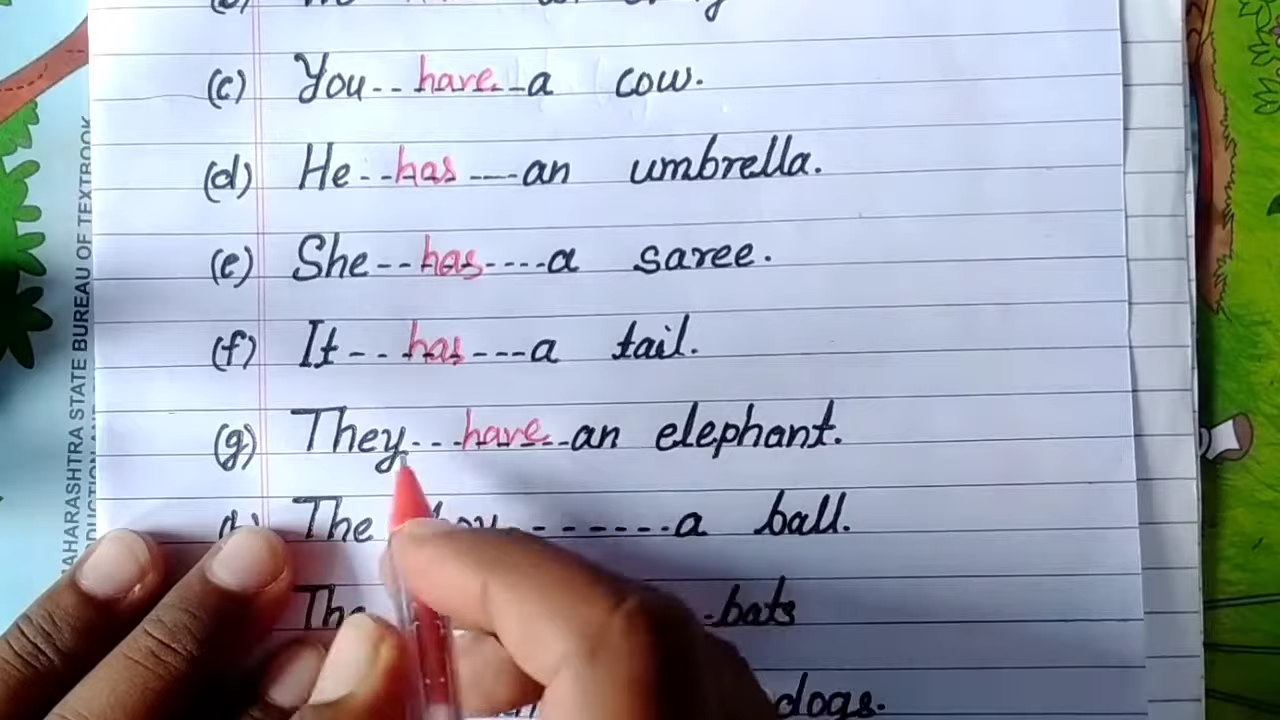 (c) You -- have -- a cow.
(d) He -- has --- an umbrella.
(e) She -- has ---- a saree.
(f) It -- has --- a tail.
(g) They --- have -- an elephant.
The boy ------- a ball.
bats
dogs.
MAHARASHTRA STATE BUREAU OF TEXTBOOK